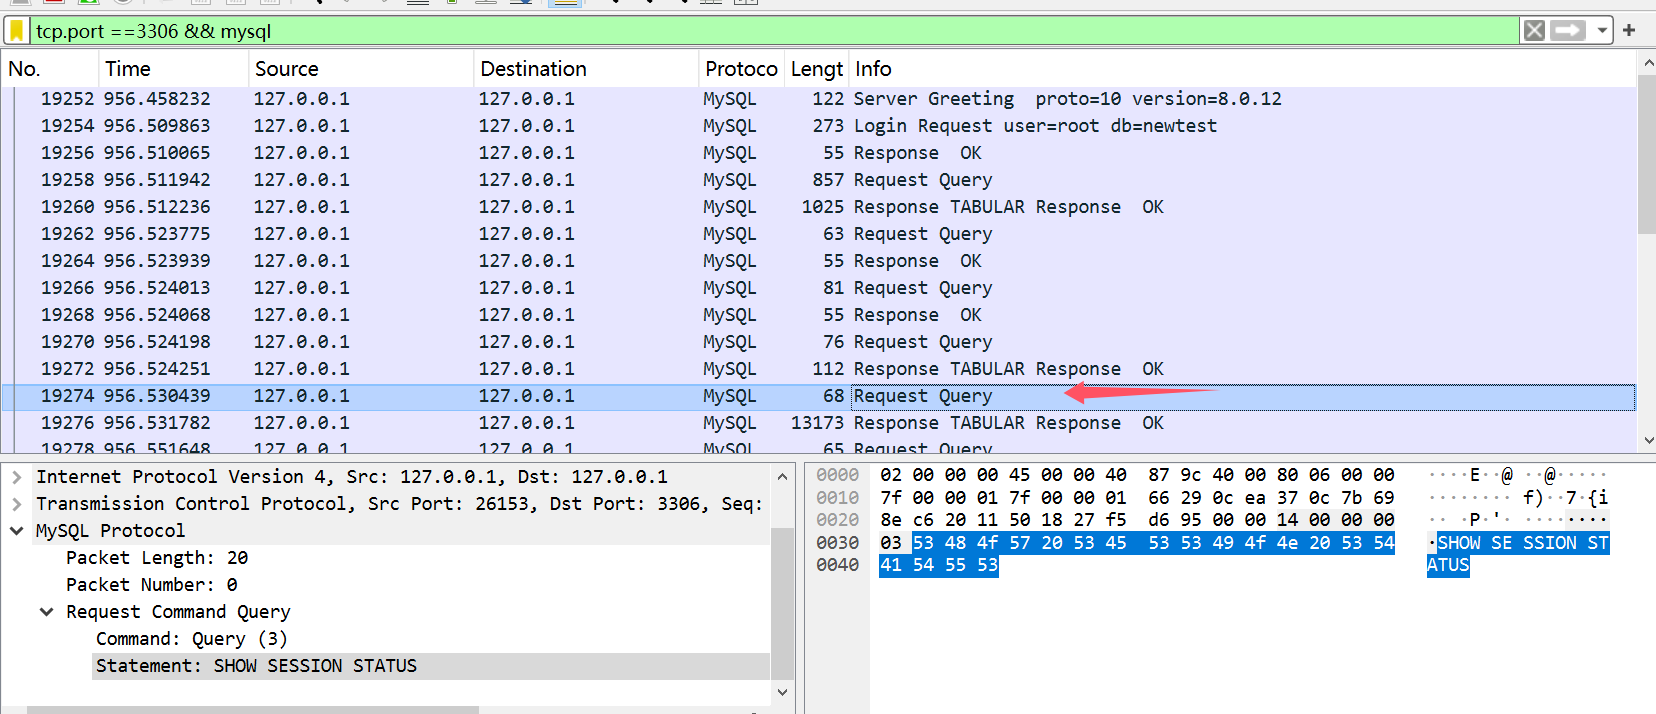 tcp.port ==3306 && mysql
No. Time Source Destination Protoco Lengt Info
19252 956.458232 127.0.0.1 127.0.0.1 MySQL 122 Server Greeting proto=10 version=8.0.12
19254 956.509863 127.0.0.1 127.0.0.1 MySQL 273 Login Request user=root db=newtest
19256 956.510065 127.0.0.1 127.0.0.1 MySQL 55 Response OK
19258 956.511942 127.0.0.1 127.0.0.1 MySQL 857 Request Query
19260 956.512236 127.0.0.1 127.0.0.1 MySQL 1025 Response TABULAR Response OK
19262 956.523775 127.0.0.1 127.0.0.1 MySQL 63 Request Query
19264 956.523939 127.0.0.1 127.0.0.1 MySQL 55 Response OK
19266 956.524013 127.0.0.1 127.0.0.1 MySQL 81 Request Query
19268 956.524068 127.0.0.1 127.0.0.1 MySQL 55 Response OK
19270 956.524198 127.0.0.1 127.0.0.1 MySQL 76 Request Query
19272 956.524251 127.0.0.1 127.0.0.1 MySQL 112 Response TABULAR Response OK
19274 956.530439 127.0.0.1 127.0.0.1 MySQL 68 Request Query
19276 956.531782 127.0.0.1 127.0.0.1 MySQL 13173 Response TABULAR Response OK
19278 956.551648 127.0.0.1 127.0.0.1 MySQL 65 Request Query
Internet Protocol Version 4, Src: 127.0.0.1, Dst: 127.0.0.1
Transmission Control Protocol, Src Port: 26153, Dst Port: 3306, Seq:
MySQL Protocol
Packet Length: 20
Packet Number: 0
Request Command Query
Command: Query (3)
Statement: SHOW SESSION STATUS
0000 02 00 00 00 45 00 00 40 87 9c 40 00 80 06 00 00 ····E··@ ··@·····
0010 7f 00 00 01 7f 00 00 01 66 29 0c ea 37 0c 7b 69 ········ f)··7·{i
0020 8e c6 20 11 50 18 27 f5 d6 95 00 00 14 00 00 00 ·· ·P·'· ········
0030 03 53 48 4f 57 20 53 45 53 53 49 4f 4e 20 53 54 ·SHOW SE SSION ST
0040 41 54 55 53 ATUS